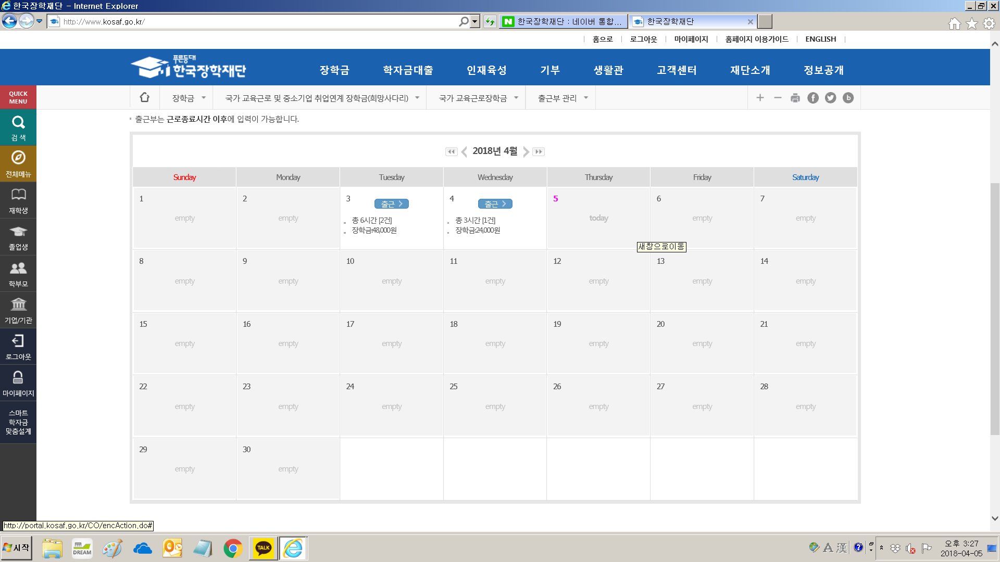 한국장학재단 - Internet Explorer
http://www.kosaf.go.kr/
한국장학재단 : 네이버 통합...
한국장학재단
홈으로
로그아웃
마이페이지
홈페이지 이용가이드
ENGLISH
푸른등대
한국장학재단
장학금
학자금대출
인재육성
기부
생활관
고객센터
재단소개
정보공개
QUICK
MENU
검 색
전체메뉴
재학생
졸업생
학부모
기업/기관
로그아웃
마이페이지
스마트
학자금
맞춤설계
장학금
국가 교육근로 및 중소기업 취업연계 장학금(희망사다리)
국가 교육근로장학금
출근부 관리
출근부는 근로종료시간 이후에 입력이 가능합니다.
2018년 4월
Sunday Monday Tuesday Wednesday Thursday Friday Saturday
1 2 3 출근 4 출근 5 6 7
empty empty 총 6시간 [2건] 총 3시간 [1건] today empty empty
장학금:48,000원 장학금:24,000원
새창으로이동
8 9 10 11 12 13 14
empty empty empty empty empty empty empty
15 16 17 18 19 20 21
empty empty empty empty empty empty empty
22 23 24 25 26 27 28
empty empty empty empty empty empty empty
29 30
empty empty
http://portal.kosaf.go.kr/CO/encAction.do#
시작
DREAM
TALK
A 漢
오후 3:27
2018-04-05